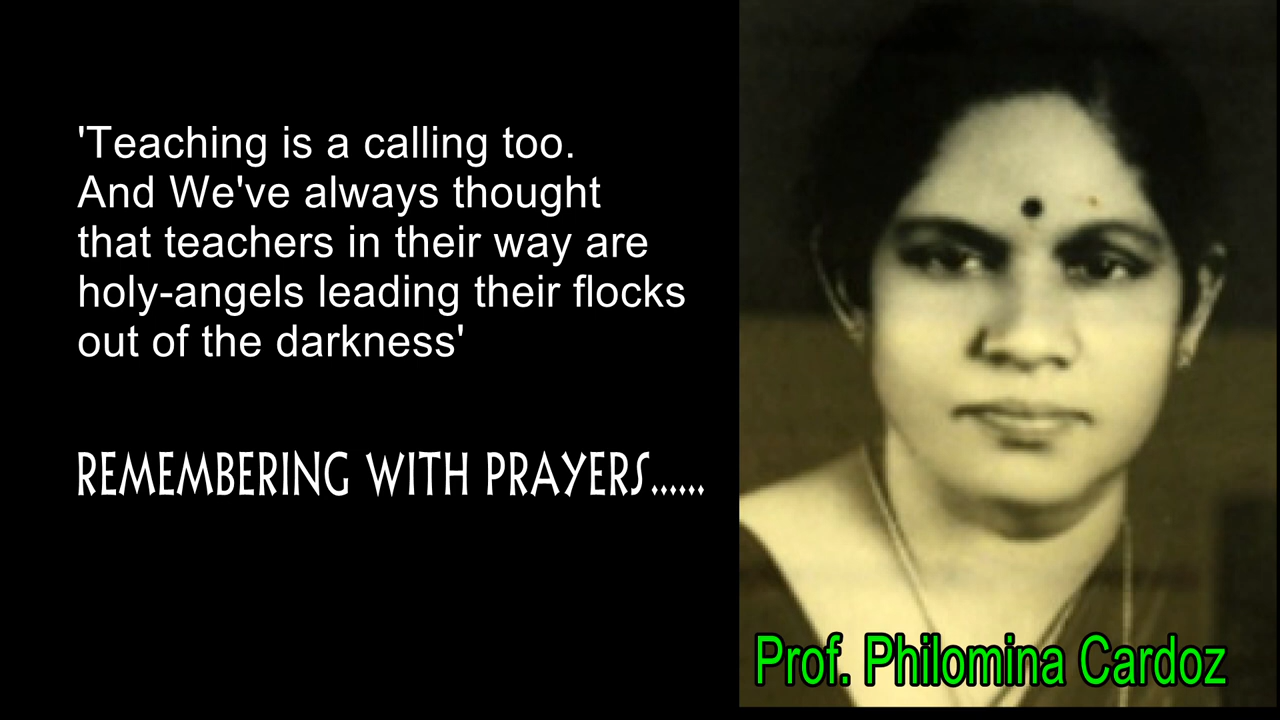 'Teaching is a calling too.
And We've always thought
that teachers in their way are
holy-angels leading their flocks
out of the darkness'
REMEMBERING WITH PRAYERS......
Prof. Philomina Cardoz